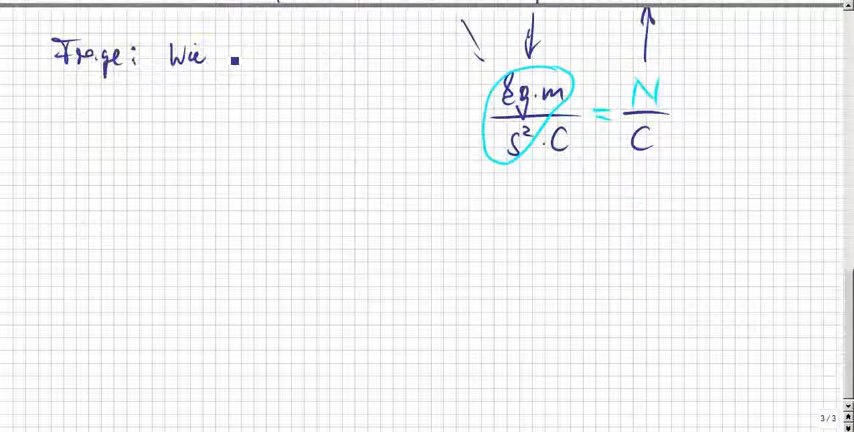 Frage: Wie
kg·m / s²·C = N / C
3/3